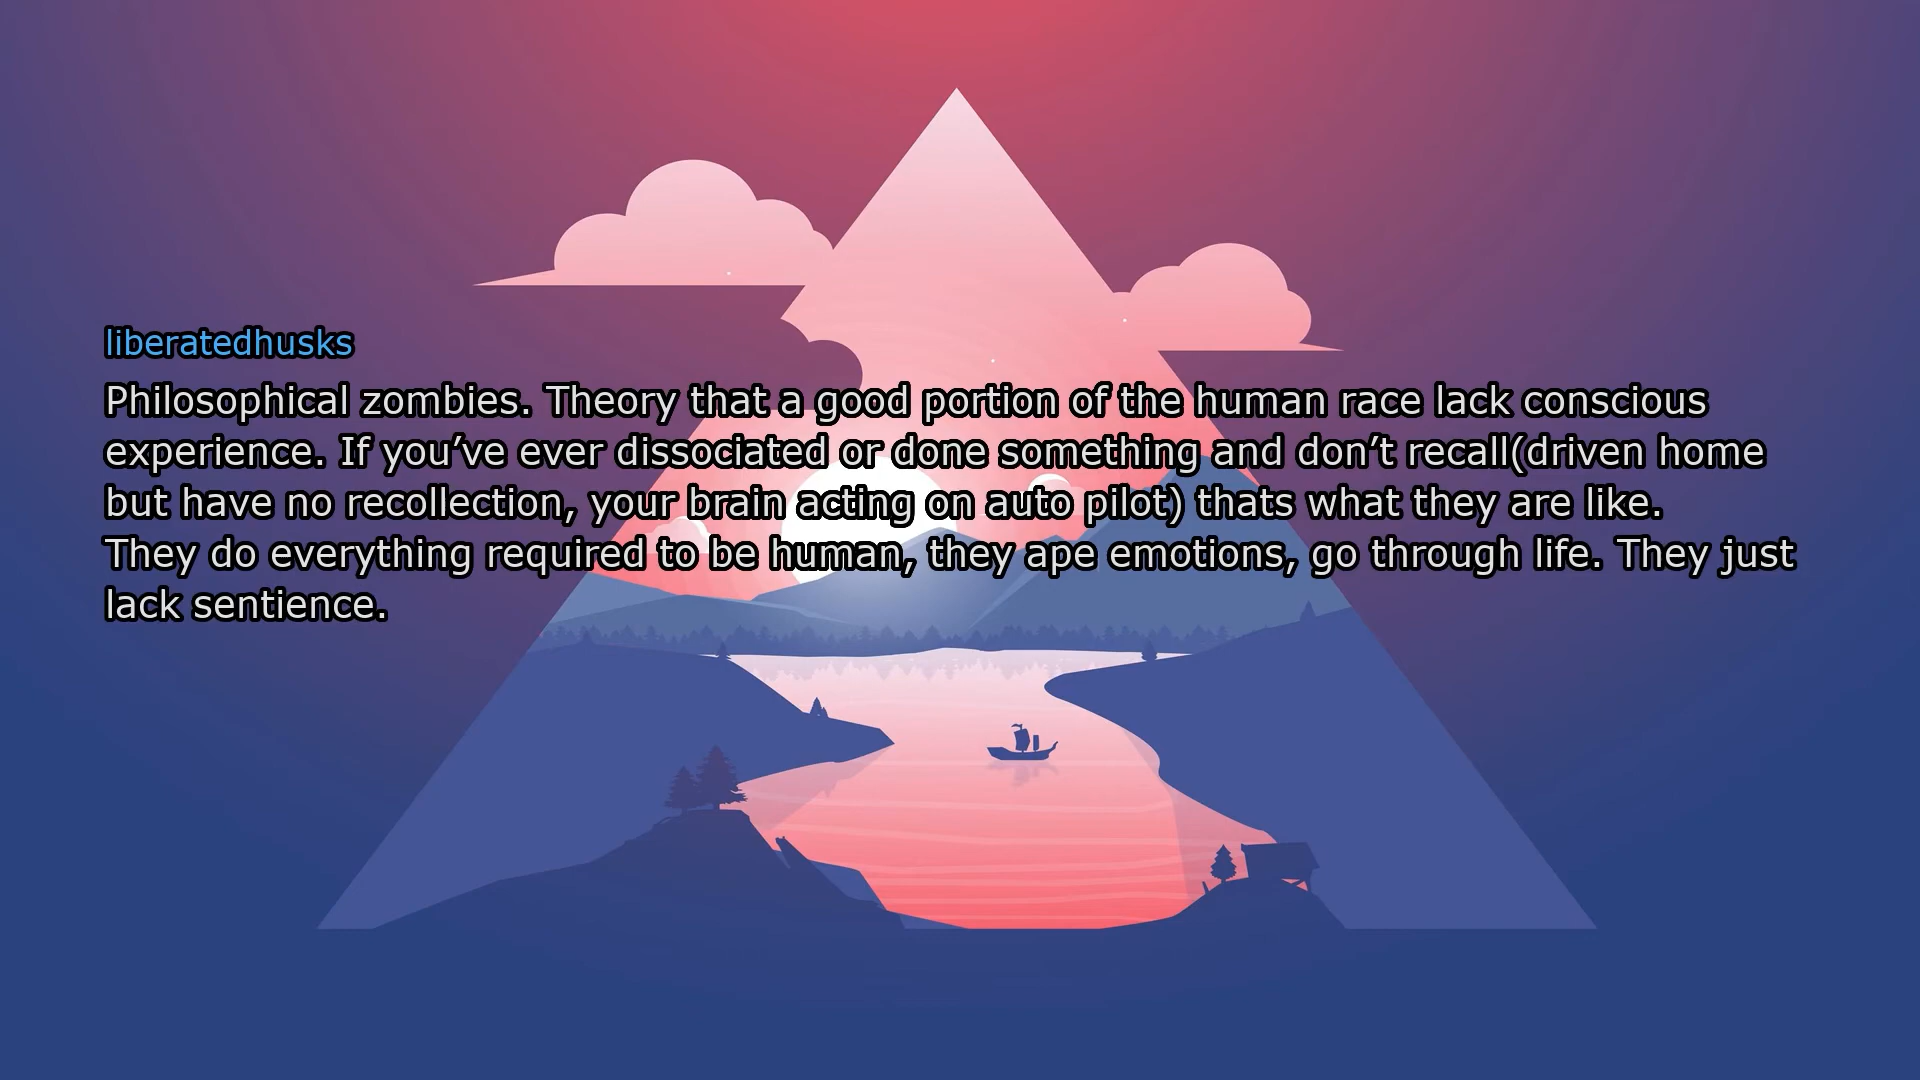 liberatedhusks
Philosophical zombies. Theory that a good portion of the human race lack conscious
experience. If you’ve ever dissociated or done something and don’t recall(driven home
but have no recollection, your brain acting on auto pilot) thats what they are like.
They do everything required to be human, they ape emotions, go through life. They just
lack sentience.